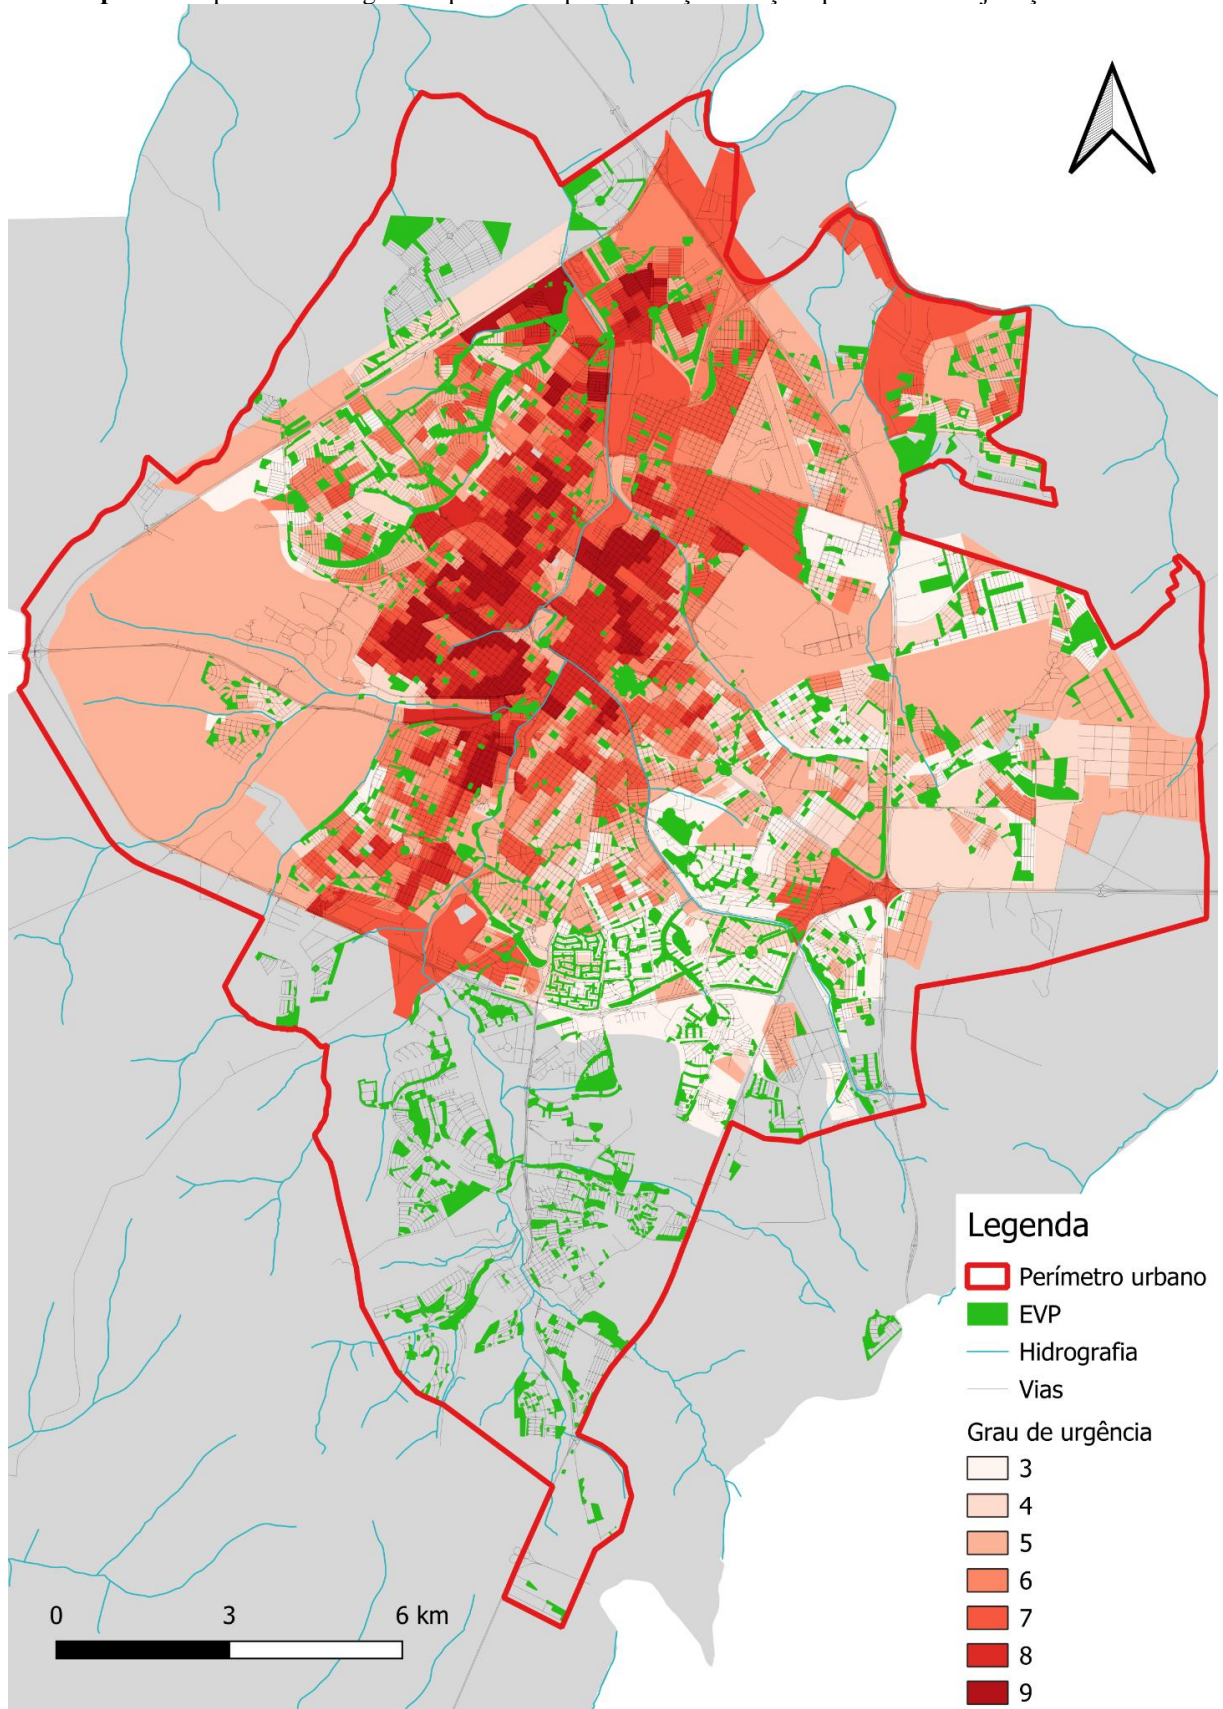 Legenda
Perímetro urbano
EVP
Hidrografia
Vias
Grau de urgência
3
4
5
6
7
8
9
0 3 6 km